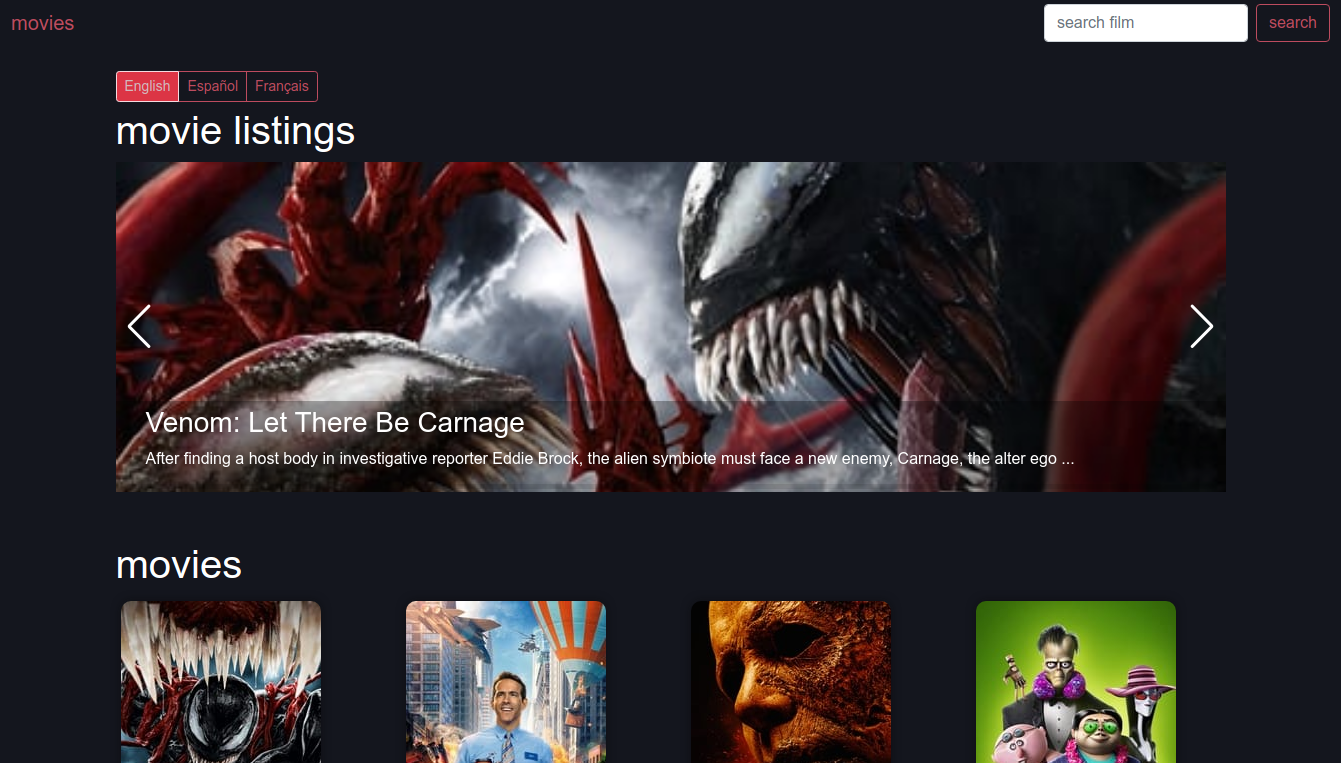 movies
search film
search
English
Español
Français
movie listings
Venom: Let There Be Carnage
After finding a host body in investigative reporter Eddie Brock, the alien symbiote must face a new enemy, Carnage, the alter ego ...
movies